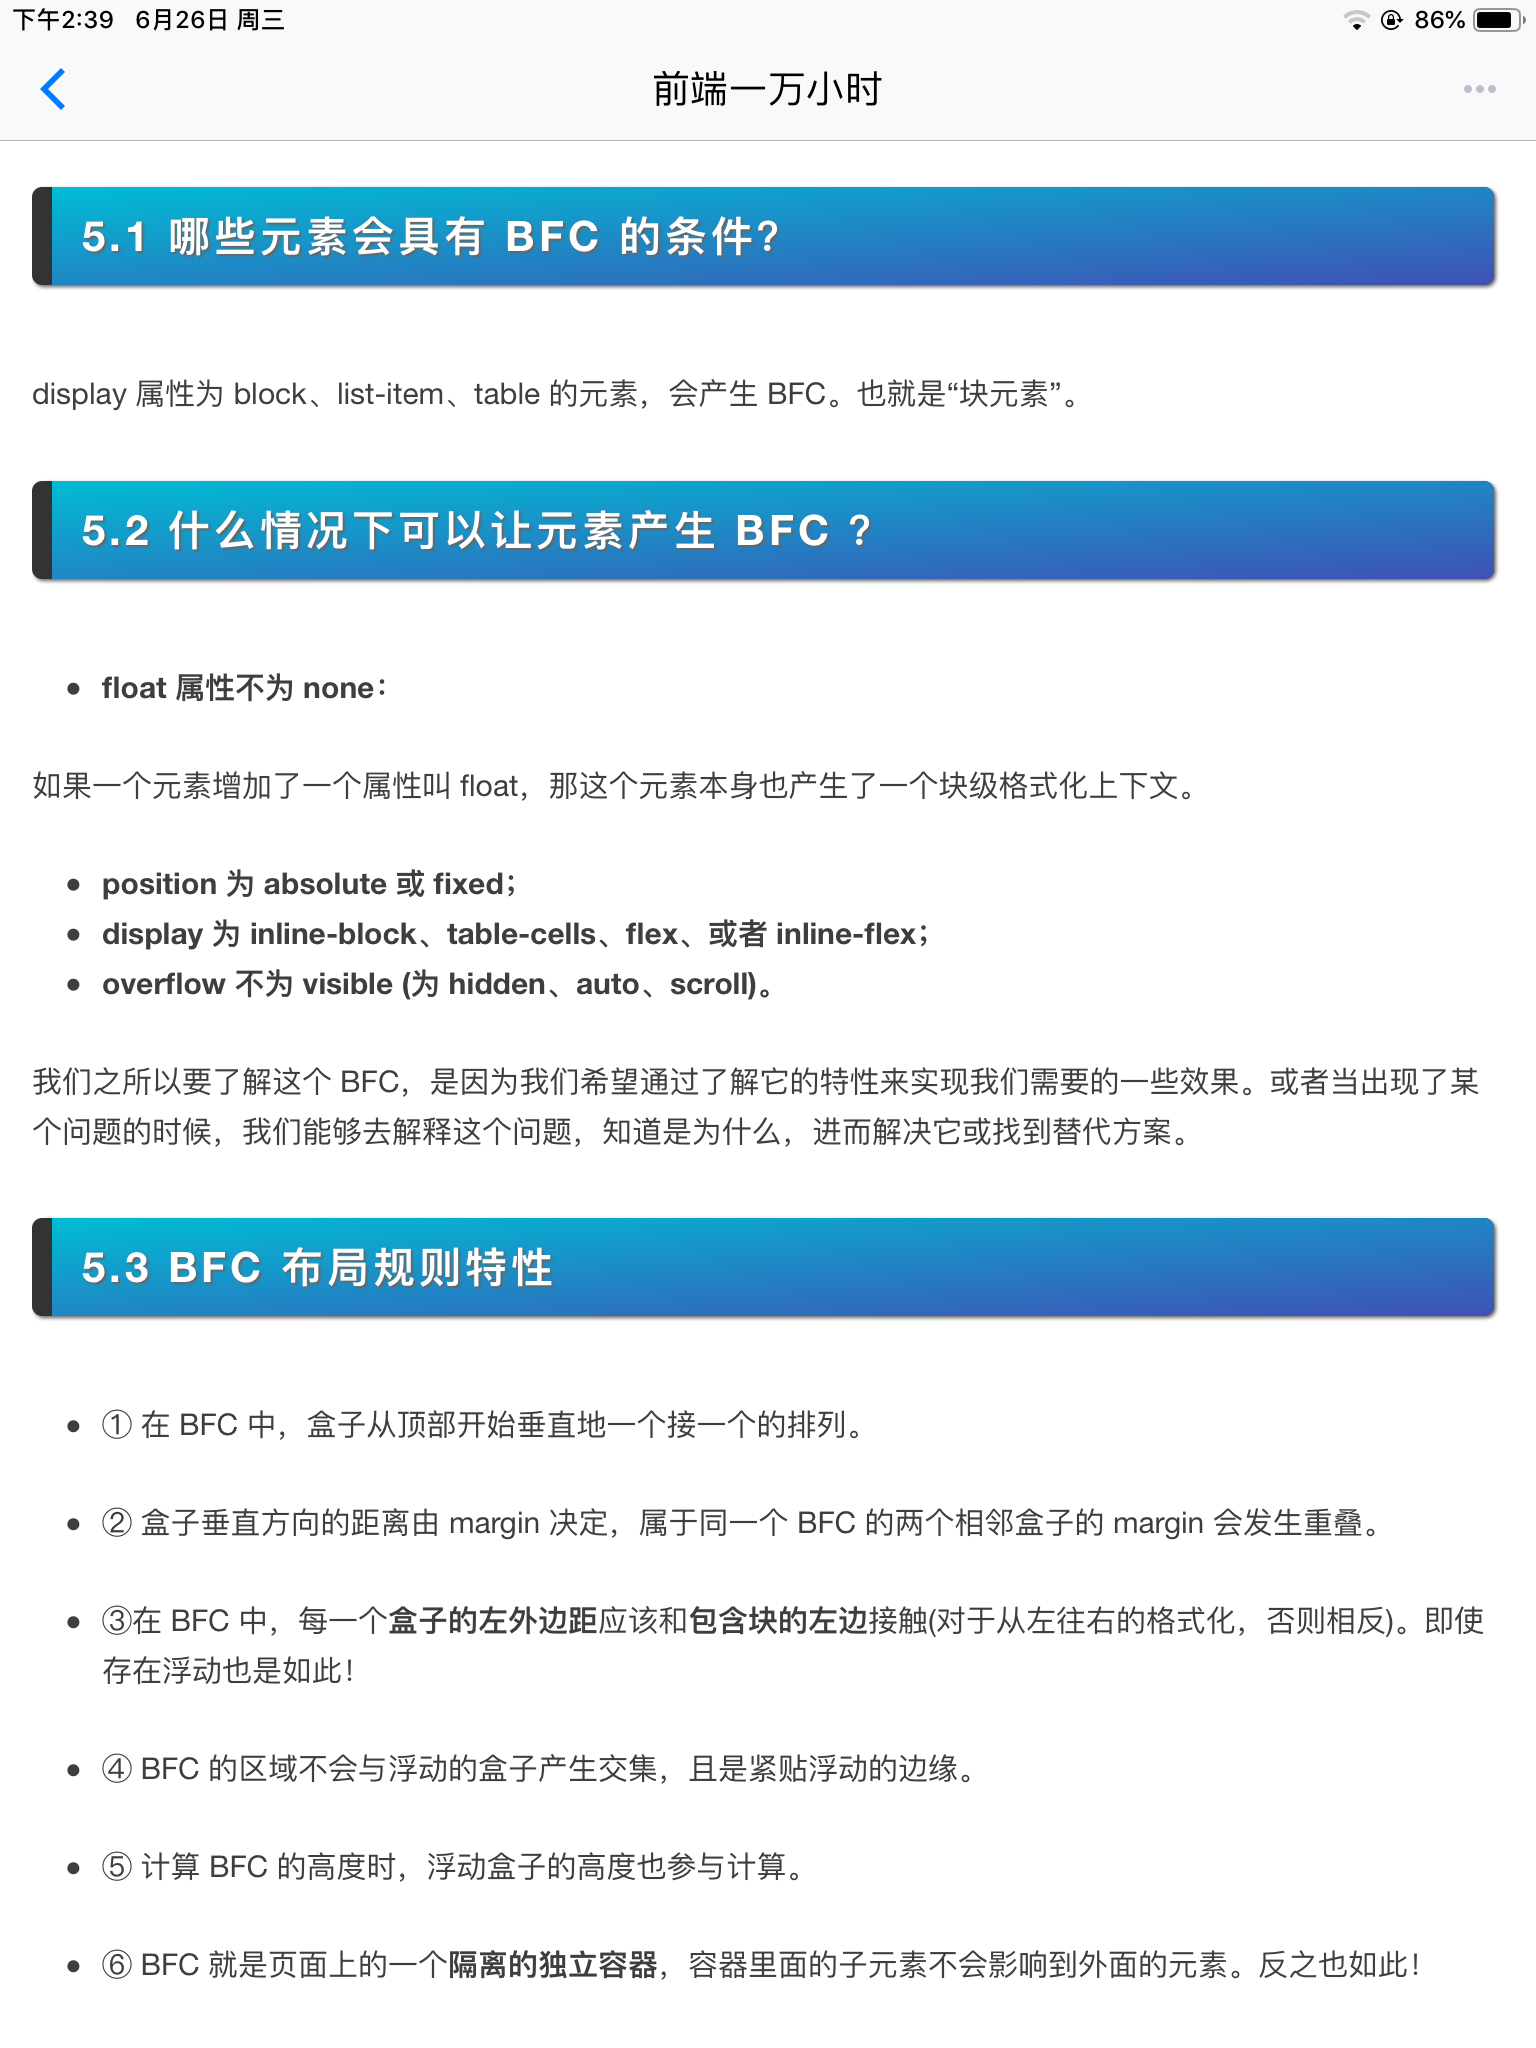 下午2:39 6月26日 周三
86%
前端一万小时
5.1 哪些元素会具有 BFC 的条件?
display 属性为 block、list-item、table 的元素，会产生 BFC。也就是“块元素”。
5.2 什么情况下可以让元素产生 BFC ？
float 属性不为 none：
如果一个元素增加了一个属性叫 float，那这个元素本身也产生了一个块级格式化上下文。
position 为 absolute 或 fixed；
display 为 inline-block、table-cells、flex、或者 inline-flex；
overflow 不为 visible (为 hidden、auto、scroll)。
我们之所以要了解这个 BFC，是因为我们希望通过了解它的特性来实现我们需要的一些效果。或者当出现了某
个问题的时候，我们能够去解释这个问题，知道是为什么，进而解决它或找到替代方案。
5.3 BFC 布局规则特性
① 在 BFC 中，盒子从顶部开始垂直地一个接一个的排列。
② 盒子垂直方向的距离由 margin 决定，属于同一个 BFC 的两个相邻盒子的 margin 会发生重叠。
③在 BFC 中，每一个盒子的左外边距应该和包含块的左边接触(对于从左往右的格式化，否则相反)。即使
存在浮动也是如此！
④ BFC 的区域不会与浮动的盒子产生交集，且是紧贴浮动的边缘。
⑤ 计算 BFC 的高度时，浮动盒子的高度也参与计算。
⑥ BFC 就是页面上的一个隔离的独立容器，容器里面的子元素不会影响到外面的元素。反之也如此！